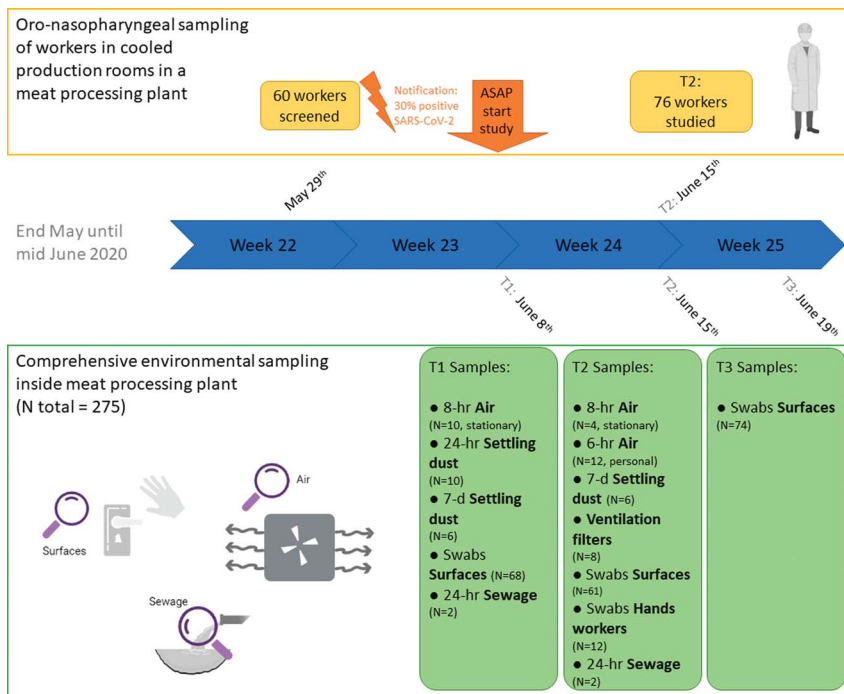 Oro-nasopharyngeal sampling
of workers in cooled
production rooms in a
meat processing plant
60 workers
screened
Notification:
30% positive
SARS-CoV-2
ASAP
start
study
T2:
76 workers
studied
May 29th
T2: June 15th
End May until
mid June 2020
Week 22
Week 23
Week 24
Week 25
T1: June 8th
T2: June 15th
T3: June 19th
Comprehensive environmental sampling
inside meat processing plant
(N total = 275)
Surfaces
Air
Sewage
T1 Samples:
● 8-hr Air
(N=10, stationary)
● 24-hr Settling
dust
(N=10)
● 7-d Settling
dust
(N=6)
● Swabs
Surfaces (N=68)
● 24-hr Sewage
(N=2)
T2 Samples:
● 8-hr Air
(N=4, stationary)
● 6-hr Air
(N=12, personal)
● 7-d Settling
dust (N=6)
● Ventilation
filters
(N=8)
● Swabs Surfaces
(N=61)
● Swabs Hands
workers
(N=12)
● 24-hr Sewage
(N=2)
T3 Samples:
● Swabs Surfaces
(N=74)